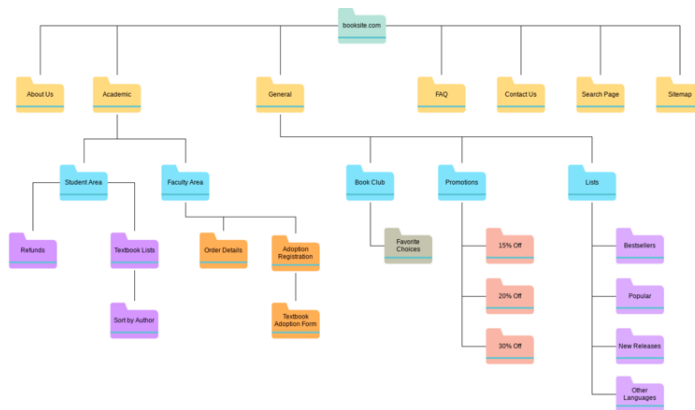 booksite.com
About Us
Academic
General
FAQ
Contact Us
Search Page
Sitemap
Student Area
Faculty Area
Book Club
Promotions
Lists
Refunds
Textbook Lists
Order Details
Adoption
Registration
Favorite
Choices
15% Off
Bestsellers
Sort by Author
Textbook
Adoption Form
20% Off
Popular
30% Off
New Releases
Other
Languages